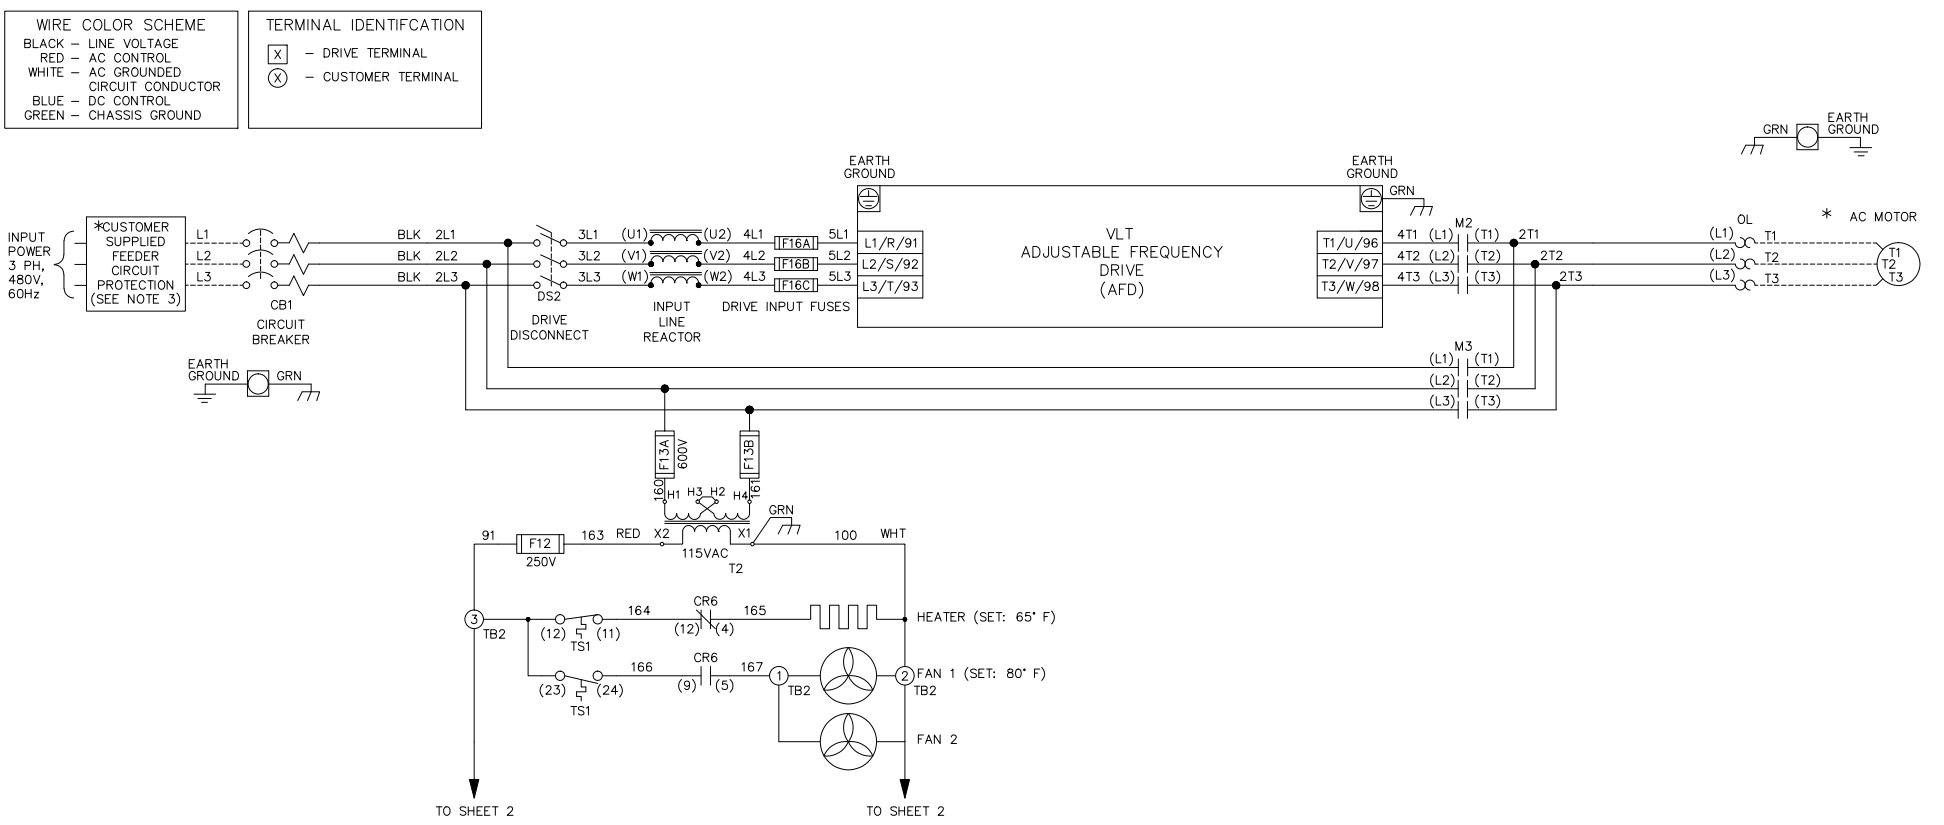 WIRE COLOR SCHEME
BLACK – LINE VOLTAGE
RED – AC CONTROL
WHITE – AC GROUNDED
CIRCUIT CONDUCTOR
BLUE – DC CONTROL
GREEN – CHASSIS GROUND
TERMINAL IDENTIFCATION
X – DRIVE TERMINAL
X – CUSTOMER TERMINAL
INPUT
POWER
3 PH,
480V,
60Hz
*CUSTOMER
SUPPLIED
FEEDER
CIRCUIT
PROTECTION
(SEE NOTE 3)
L1
L2
L3
CB1
CIRCUIT
BREAKER
EARTH
GROUND
GRN
BLK 2L1
BLK 2L2
BLK 2L3
DS2
DRIVE
DISCONNECT
3L1 (U1) (U2) 4L1 F16A 5L1
3L2 (V1) (V2) 4L2 F16B 5L2
3L3 (W1) (W2) 4L3 F16C 5L3
INPUT
LINE
REACTOR
DRIVE INPUT FUSES
EARTH
GROUND
L1/R/91
L2/S/92
L3/T/93
VLT
ADJUSTABLE FREQUENCY
DRIVE
(AFD)
EARTH
GROUND
GRN
T1/U/96
T2/V/97
T3/W/98
M2
4T1 (L1) (T1) 2T1
4T2 (L2) (T2) 2T2
4T3 (L3) (T3) 2T3
M3
(L1) (T1)
(L2) (T2)
(L3) (T3)
GRN
EARTH
GROUND
OL
(L1) T1
(L2) T2
(L3) T3
* AC MOTOR
T1
T2
T3
F13A
600V
F13B
160
161
H1 H3 H2 H4
GRN
91 F12 163 RED X2 X1 100 WHT
250V
115VAC
T2
3
TB2
164 CR6 165
(12) (11) (12) (4)
TS1
HEATER (SET: 65° F)
166 CR6 167
(23) (24) (9) (5)
TS1
1
TB2
2
TB2
FAN 1 (SET: 80° F)
FAN 2
TO SHEET 2
TO SHEET 2